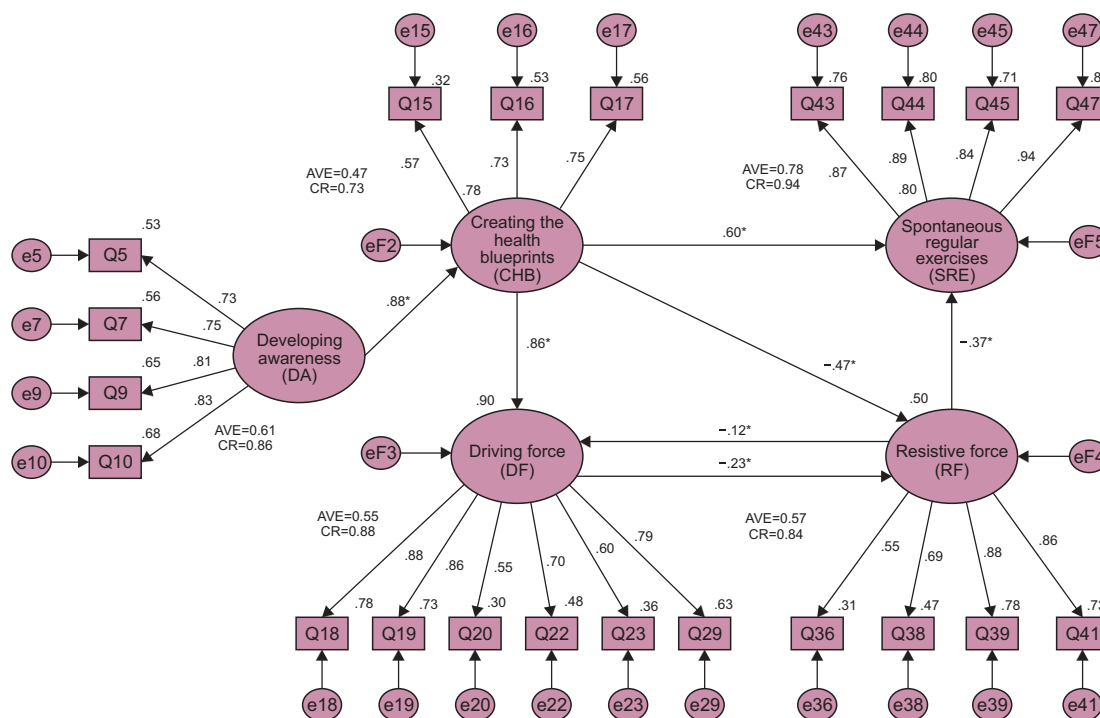 e15
e16
e17
e43
e44
e45
e47
.32
.53
.56
.76
.80
.71
Q15
Q16
Q17
Q43
Q44
Q45
Q47
.57
.73
.75
.87
.89
.84
.94
AVE=0.47
CR=0.73
AVE=0.78
CR=0.94
.78
.80
Creating the
health
blueprints
(CHB)
Spontaneous
regular
exercises
(SRE)
eF2
eF5
.60*
.53
e5
Q5
.73
.56
e7
Q7
.75
.88*
.65
.81
e9
Q9
.83
.68
e10
Q10
Developing
awareness
(DA)
AVE=0.61
CR=0.86
.86*
−.47*
−.37*
.90
.50
eF3
Driving force
(DF)
−.12*
−.23*
Resistive force
(RF)
eF4
AVE=0.55
CR=0.88
AVE=0.57
CR=0.84
.88
.86
.55
.70
.60
.79
.55
.69
.88
.86
.78
.73
.30
.48
.36
.63
.31
.47
.78
.73
Q18
Q19
Q20
Q22
Q23
Q29
Q36
Q38
Q39
Q41
e18
e19
e20
e22
e23
e29
e36
e38
e39
e41